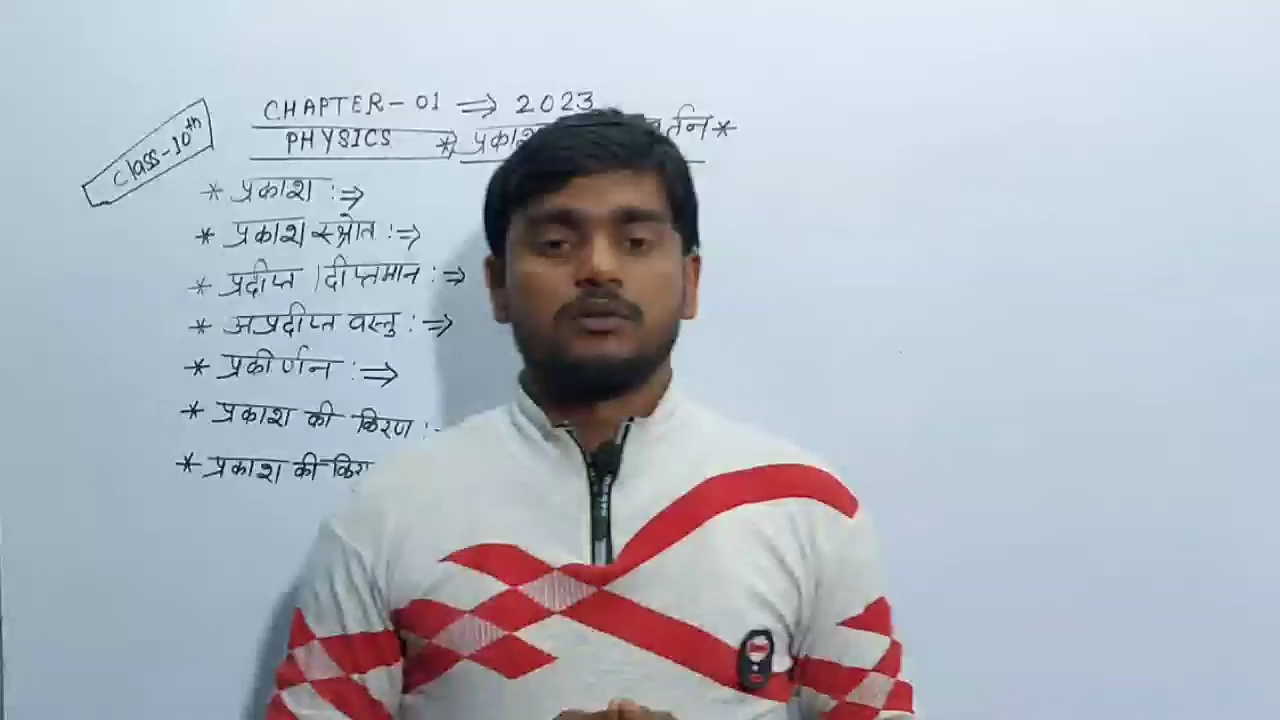 Class-10th
CHAPTER-01 ⇒ 2023
PHYSICS
* प्रकाश :⇒
* प्रकाश स्त्रोत :⇒
* प्रदीप्त / दीप्तमान :⇒
* अप्रदीप्त वस्तु :⇒
* प्रकीर्णन :⇒
* प्रकाश की किरण :-
* प्रकाश की